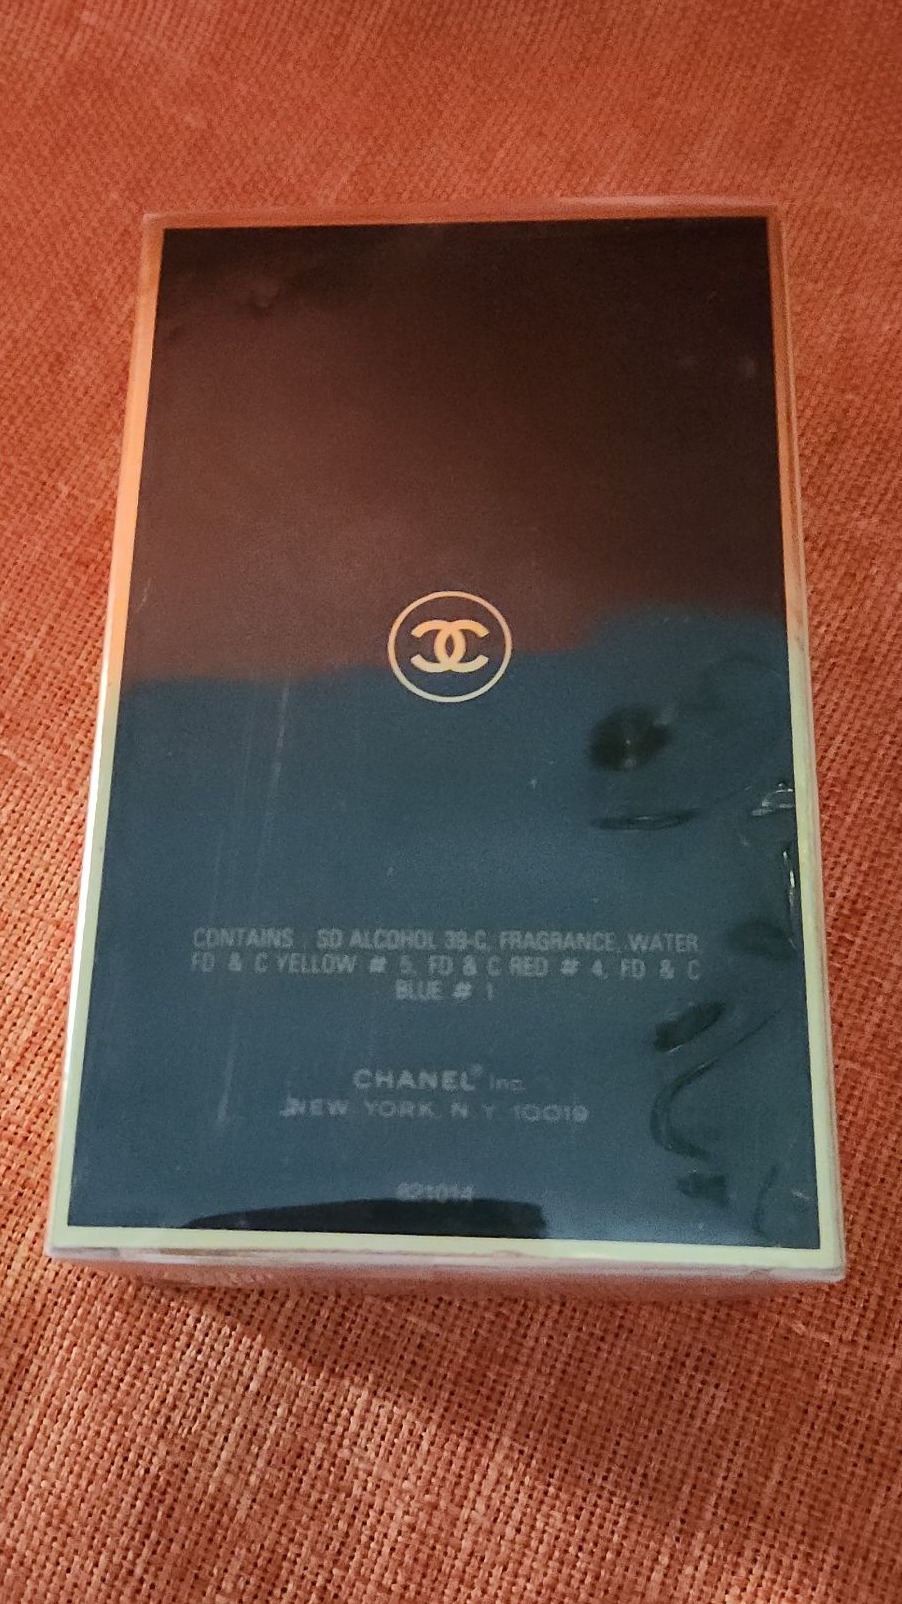 CONTAINS : SD ALCOHOL 39-C, FRAGRANCE, WATER,
FD & C YELLOW # 5, FD & C RED # 4, FD & C
BLUE # 1
CHANEL® Inc.
NEW YORK, N.Y. 10019
821014